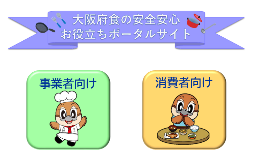 大阪府食の安全安心
お役立ちポータルサイト
事業者向け
消費者向け